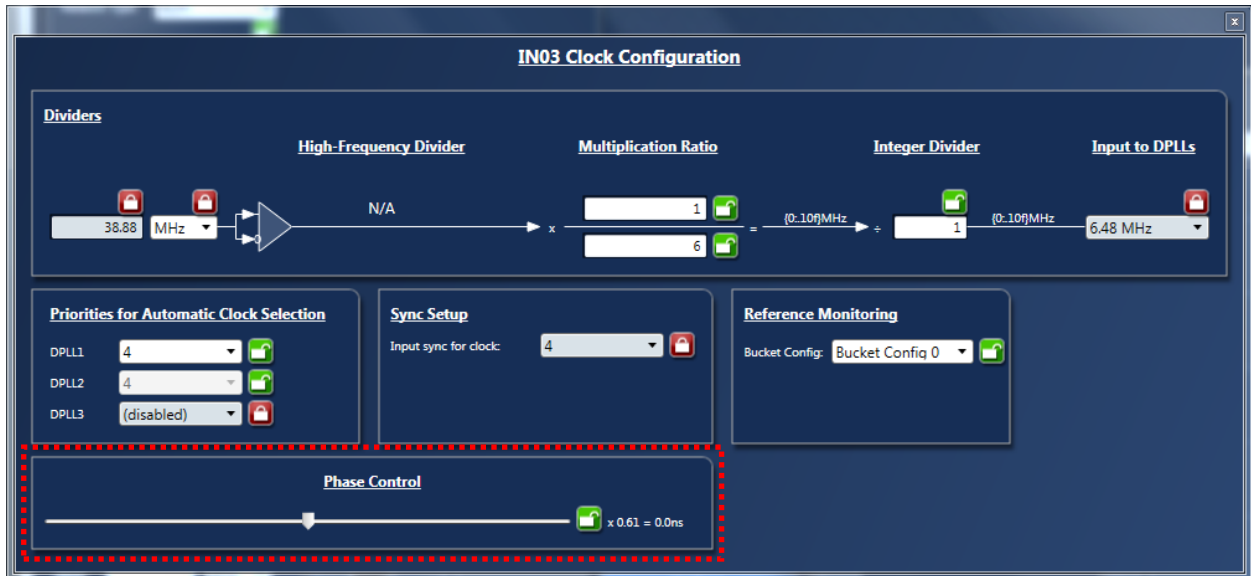 x
IN03 Clock Configuration
Dividers
High-Frequency Divider Multiplication Ratio Integer Divider Input to DPLLs
38.88 MHz N/A x 1 = {0:.10f}MHz ÷ 1 {0:.10f}MHz 6.48 MHz
6
Priorities for Automatic Clock Selection
DPLL1 4
DPLL2 4
DPLL3 (disabled)
Sync Setup
Input sync for clock: 4
Reference Monitoring
Bucket Config: Bucket Config 0
Phase Control
x 0.61 = 0.0ns